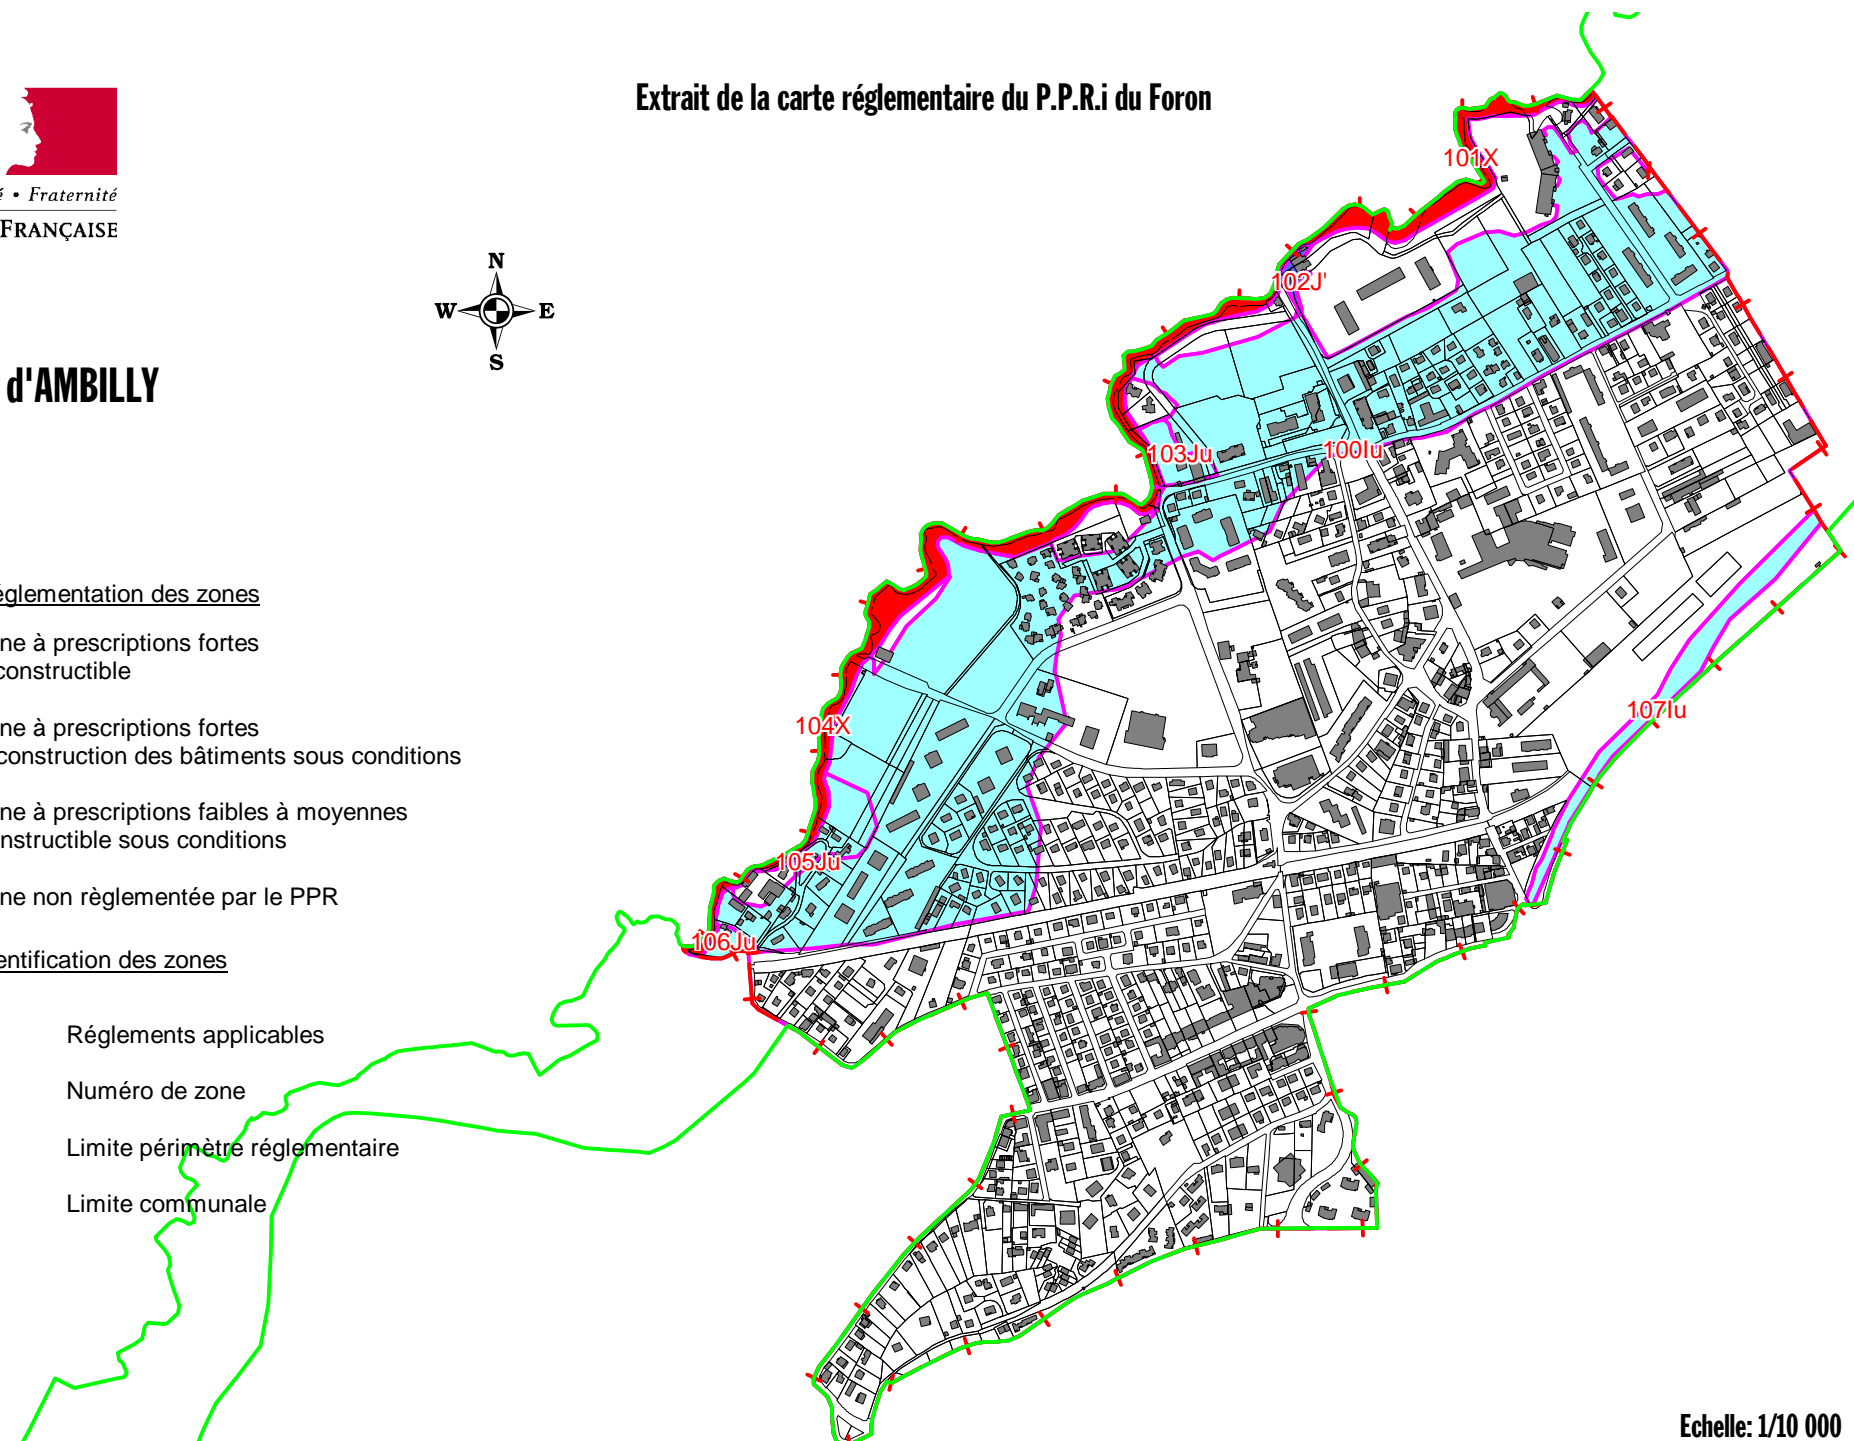 Extrait de la carte réglementaire du P.P.R.i du Foron
é • Fraternité
FRANÇAISE
N
W E
S
d'AMBILLY
églementation des zones
ne à prescriptions fortes
constructible
ne à prescriptions fortes
construction des bâtiments sous conditions
ne à prescriptions faibles à moyennes
nstructible sous conditions
ne non règlementée par le PPR
entification des zones
Réglements applicables
Numéro de zone
Limite périmètre réglementaire
Limite communale
101X
102J'
103Ju
100Iu
104X
107Iu
105Ju
106Ju
Echelle: 1/10 000